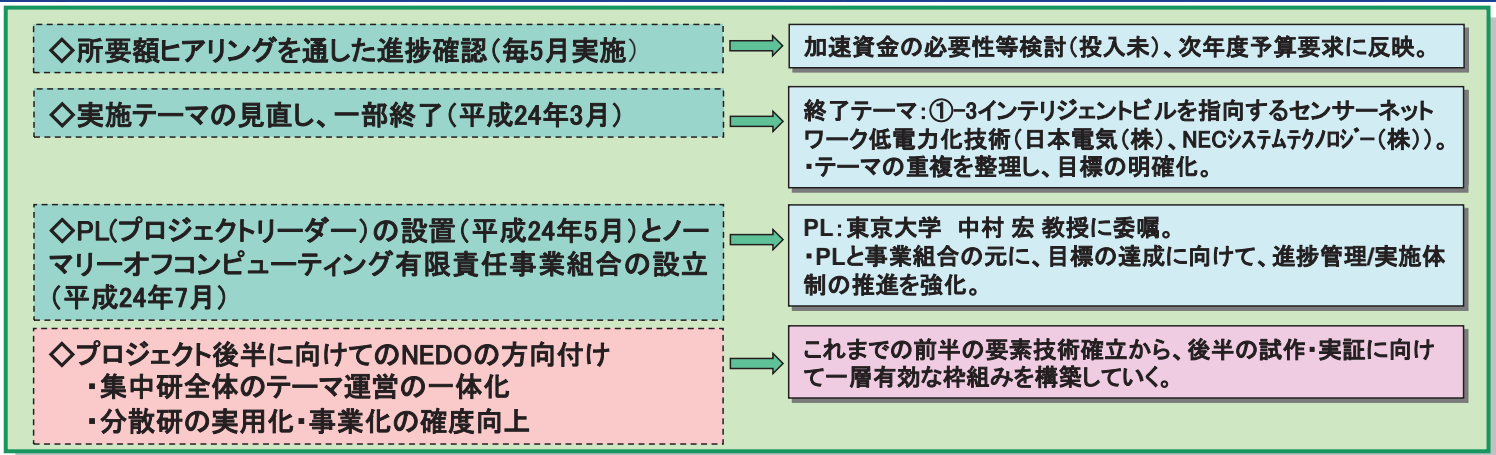 ◇所要額ヒアリングを通した進捗確認（毎5月実施）
加速資金の必要性等検討（投入未）、次年度予算要求に反映。
◇実施テーマの見直し、一部終了（平成24年3月）
終了テーマ：①-3インテリジェントビルを指向するセンサーネット
ワーク低電力化技術（日本電気（株）、NECｼｽﾃﾑﾃｸﾉﾛｼﾞｰ（株））。
・テーマの重複を整理し、目標の明確化。
◇PL(プロジェクトリーダー）の設置（平成24年5月）とノー
マリーオフコンピューティング有限責任事業組合の設立
（平成24年7月）
PL：東京大学　中村 宏 教授に委嘱。
・PLと事業組合の元に、目標の達成に向けて、進捗管理/実施体
制の推進を強化。
◇プロジェクト後半に向けてのNEDOの方向付け
・集中研全体のテーマ運営の一体化
・分散研の実用化・事業化の確度向上
これまでの前半の要素技術確立から、後半の試作・実証に向け
て一層有効な枠組みを構築していく。